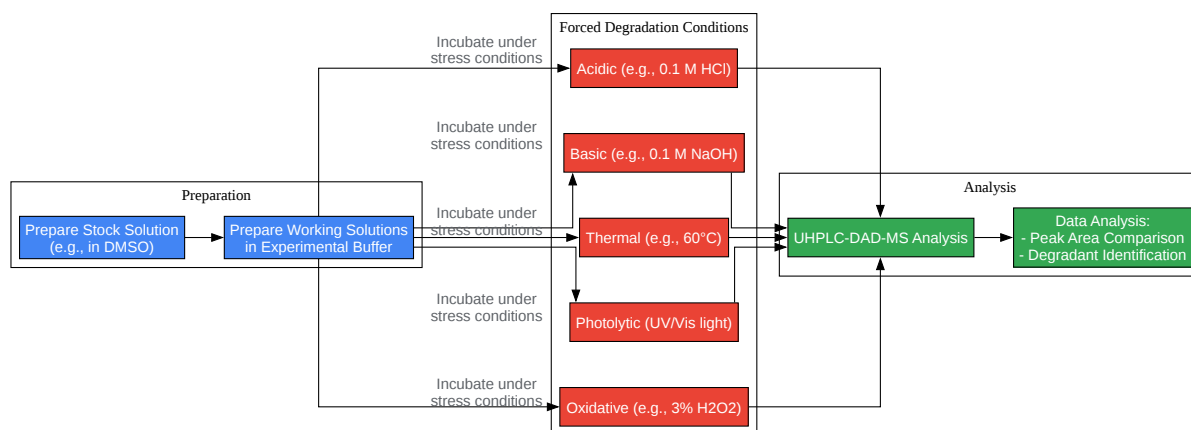 Forced Degradation Conditions
Incubate under
stress conditions
Acidic (e.g., 0.1 M HCl)
Incubate under
stress conditions
Basic (e.g., 0.1 M NaOH)
Preparation
Analysis
Prepare Stock Solution
(e.g., in DMSO)
Prepare Working Solutions
in Experimental Buffer
Incubate under
stress conditions
Thermal (e.g., 60°C)
UHPLC-DAD-MS Analysis
Data Analysis:
- Peak Area Comparison
- Degradant Identification
Incubate under
stress conditions
Photolytic (UV/Vis light)
Incubate under
stress conditions
Oxidative (e.g., 3% H2O2)